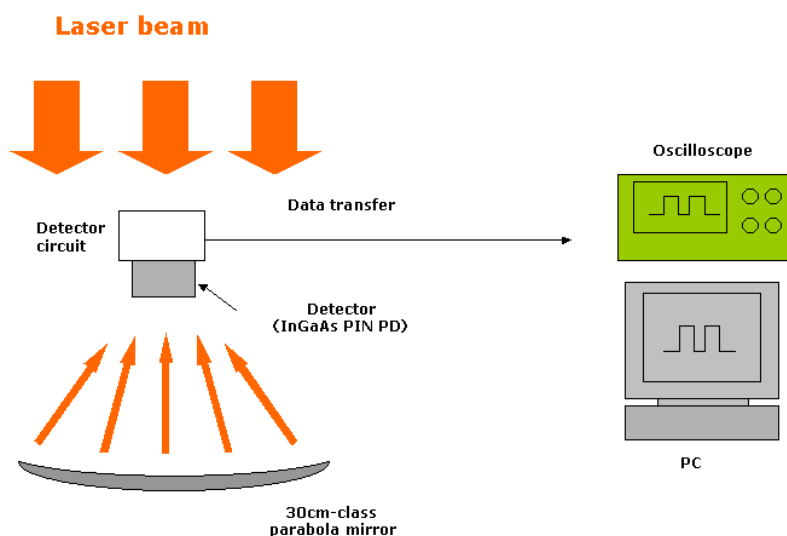 Laser beam
Oscilloscope
Data transfer
Detector
circuit
Detector
(InGaAs PIN PD)
PC
30cm-class
parabola mirror